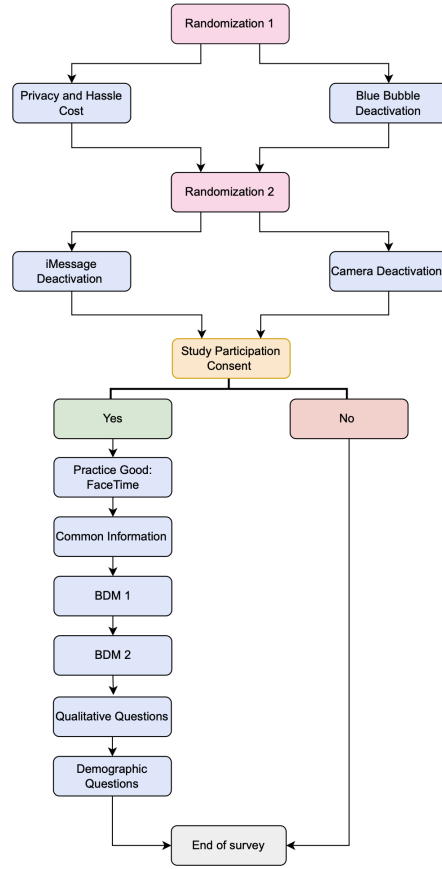 Randomization 1
Privacy and Hassle
Cost
Blue Bubble
Deactivation
Randomization 2
iMessage
Deactivation
Camera Deactivation
Study Participation
Consent
Yes
No
Practice Good:
FaceTime
Common Information
BDM 1
BDM 2
Qualitative Questions
Demographic
Questions
End of survey